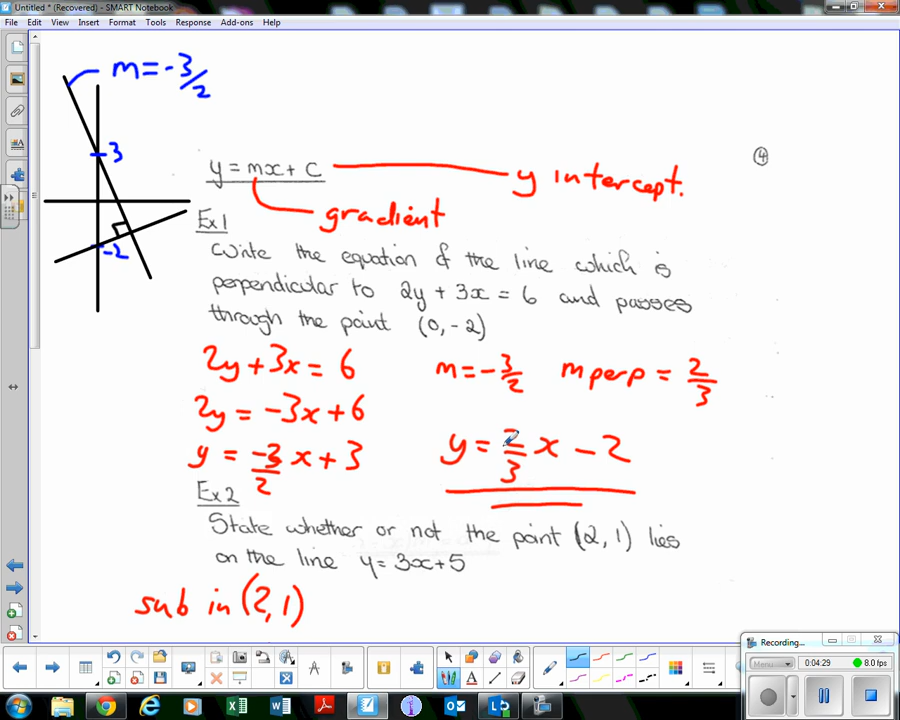 Untitled * (Recovered) - SMART Notebook
File Edit View Insert Format Tools Response Add-ons Help
m = -3/2
3
-2
④
y = mx + c
y intercept.
gradient
Ex1
Write the equation of the line which is
perpendicular to 2y + 3x = 6 and passes
through the point (0, -2)
2y + 3x = 6
m = -3/2 m perp = 2/3
2y = -3x + 6
y = -3/2 x + 3
y = 2/3 x - 2
Ex2
State whether or not the point (2, 1) lies
on the line y = 3x + 5
sub in (2, 1)
Recording...
Menu
0:04:29
8.0 fps